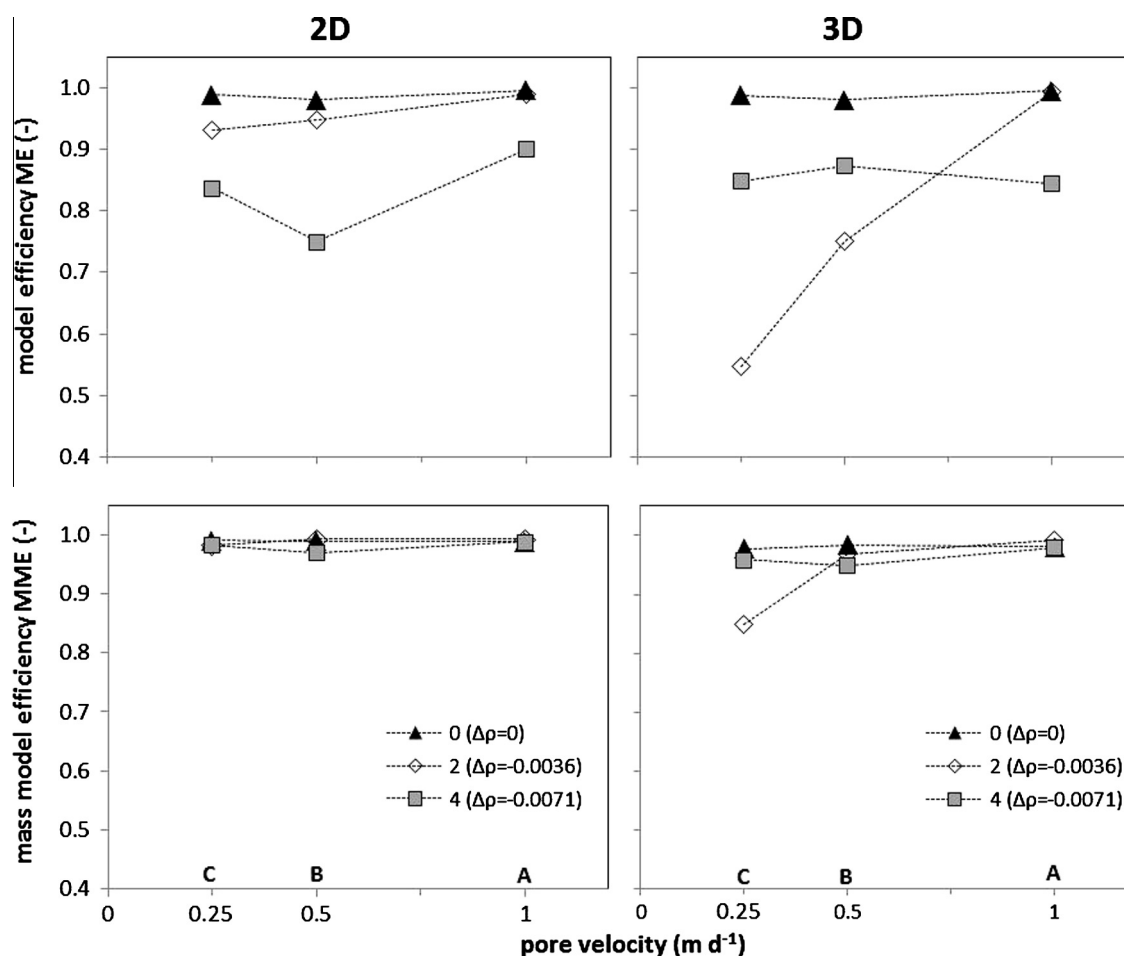 2D
3D
model efficiency ME (-)
1.0
0.9
0.8
0.7
0.6
0.5
0.4
mass model efficiency MME (-)
1.0
0.9
0.8
0.7
0.6
0.5
0.4
0 (Δρ=0)
2 (Δρ=-0.0036)
4 (Δρ=-0.0071)
0 (Δρ=0)
2 (Δρ=-0.0036)
4 (Δρ=-0.0071)
C B A
C B A
0 0.25 0.5 1
0 0.25 0.5 1
pore velocity (m d⁻¹)